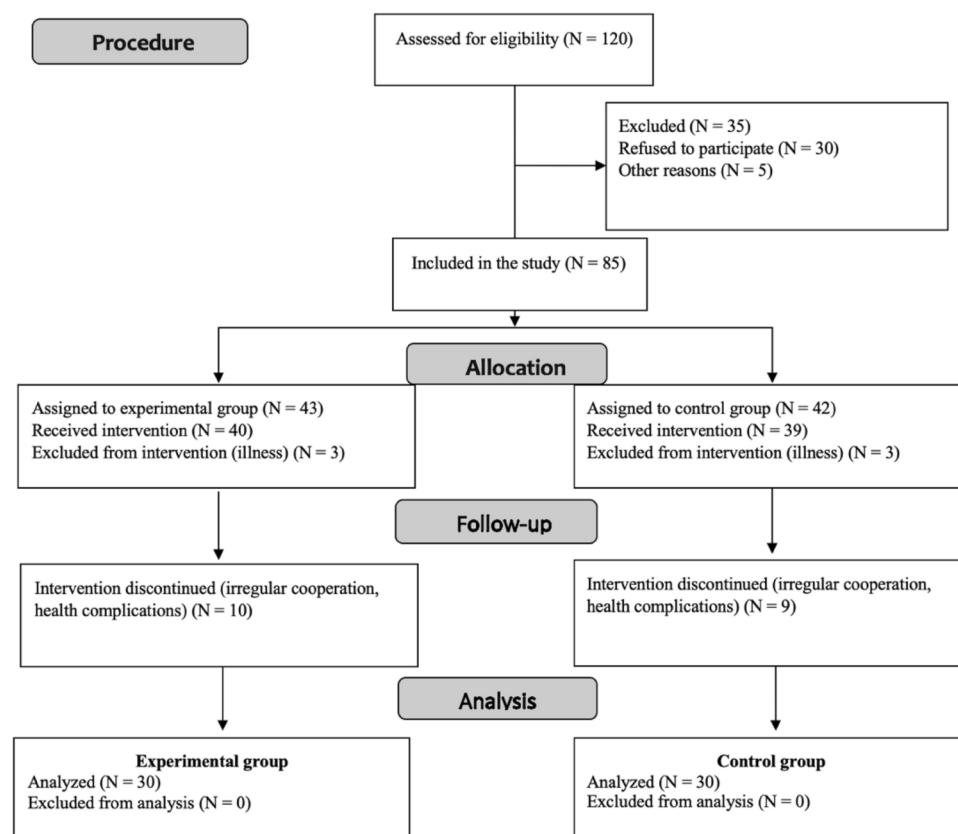 Procedure
Assessed for eligibility (N = 120)
Excluded (N = 35)
Refused to participate (N = 30)
Other reasons (N = 5)
Included in the study (N = 85)
Allocation
Assigned to experimental group (N = 43)
Received intervention (N = 40)
Excluded from intervention (illness) (N = 3)
Assigned to control group (N = 42)
Received intervention (N = 39)
Excluded from intervention (illness) (N = 3)
Follow-up
Intervention discontinued (irregular cooperation,
health complications) (N = 10)
Intervention discontinued (irregular cooperation,
health complications) (N = 9)
Analysis
Experimental group
Analyzed (N = 30)
Excluded from analysis (N = 0)
Control group
Analyzed (N = 30)
Excluded from analysis (N = 0)